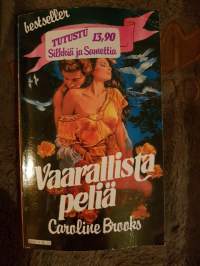 bestseller
TUTUSTU 13,90
Silkkiä ja Samettia
Vaarallista
peliä
Caroline Brooks